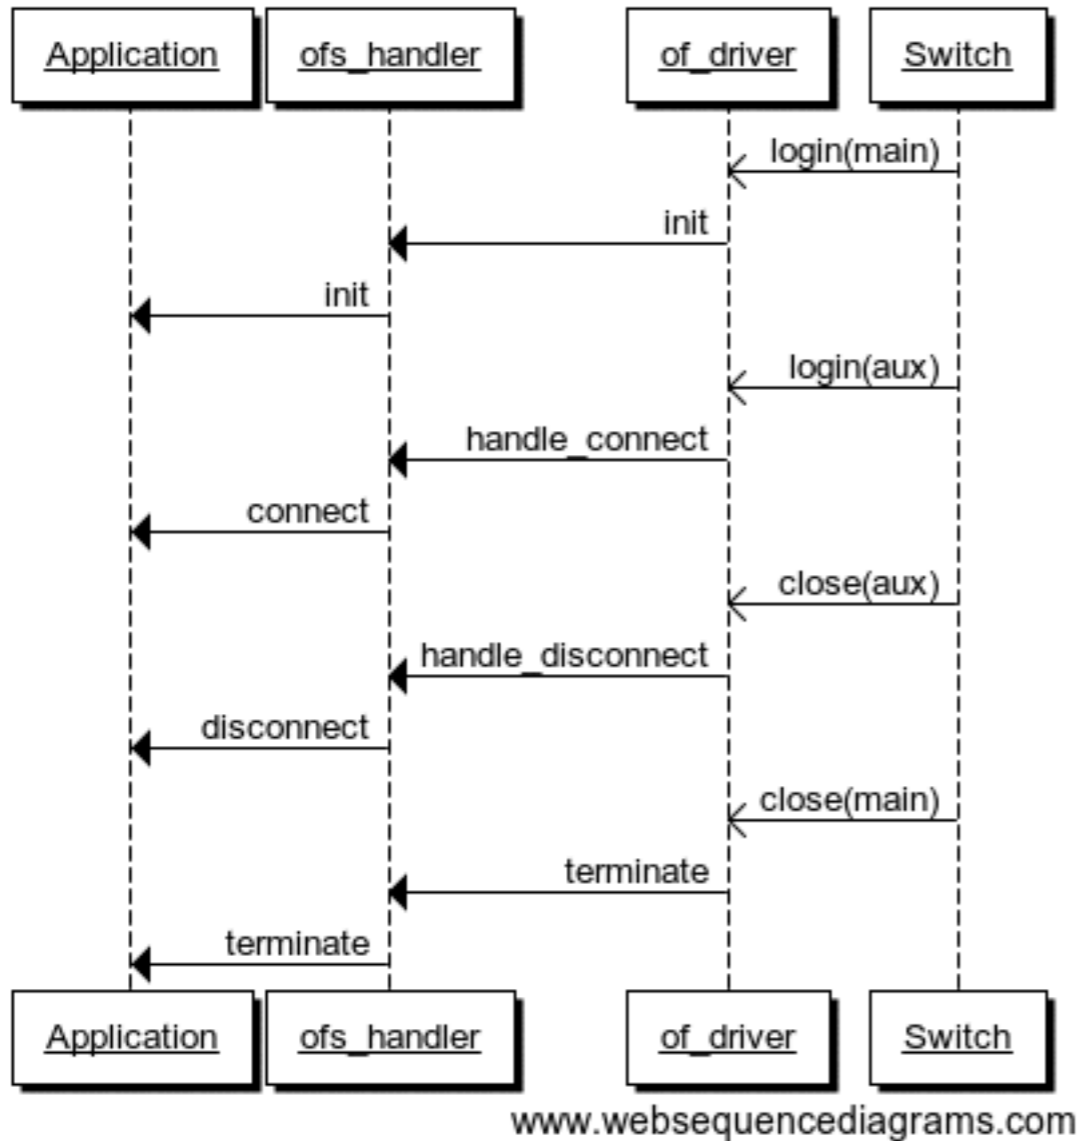 Application ofs_handler of_driver Switch
login(main)
init
init
login(aux)
handle_connect
connect
close(aux)
handle_disconnect
disconnect
close(main)
terminate
terminate
Application ofs_handler of_driver Switch
www.websequencediagrams.com